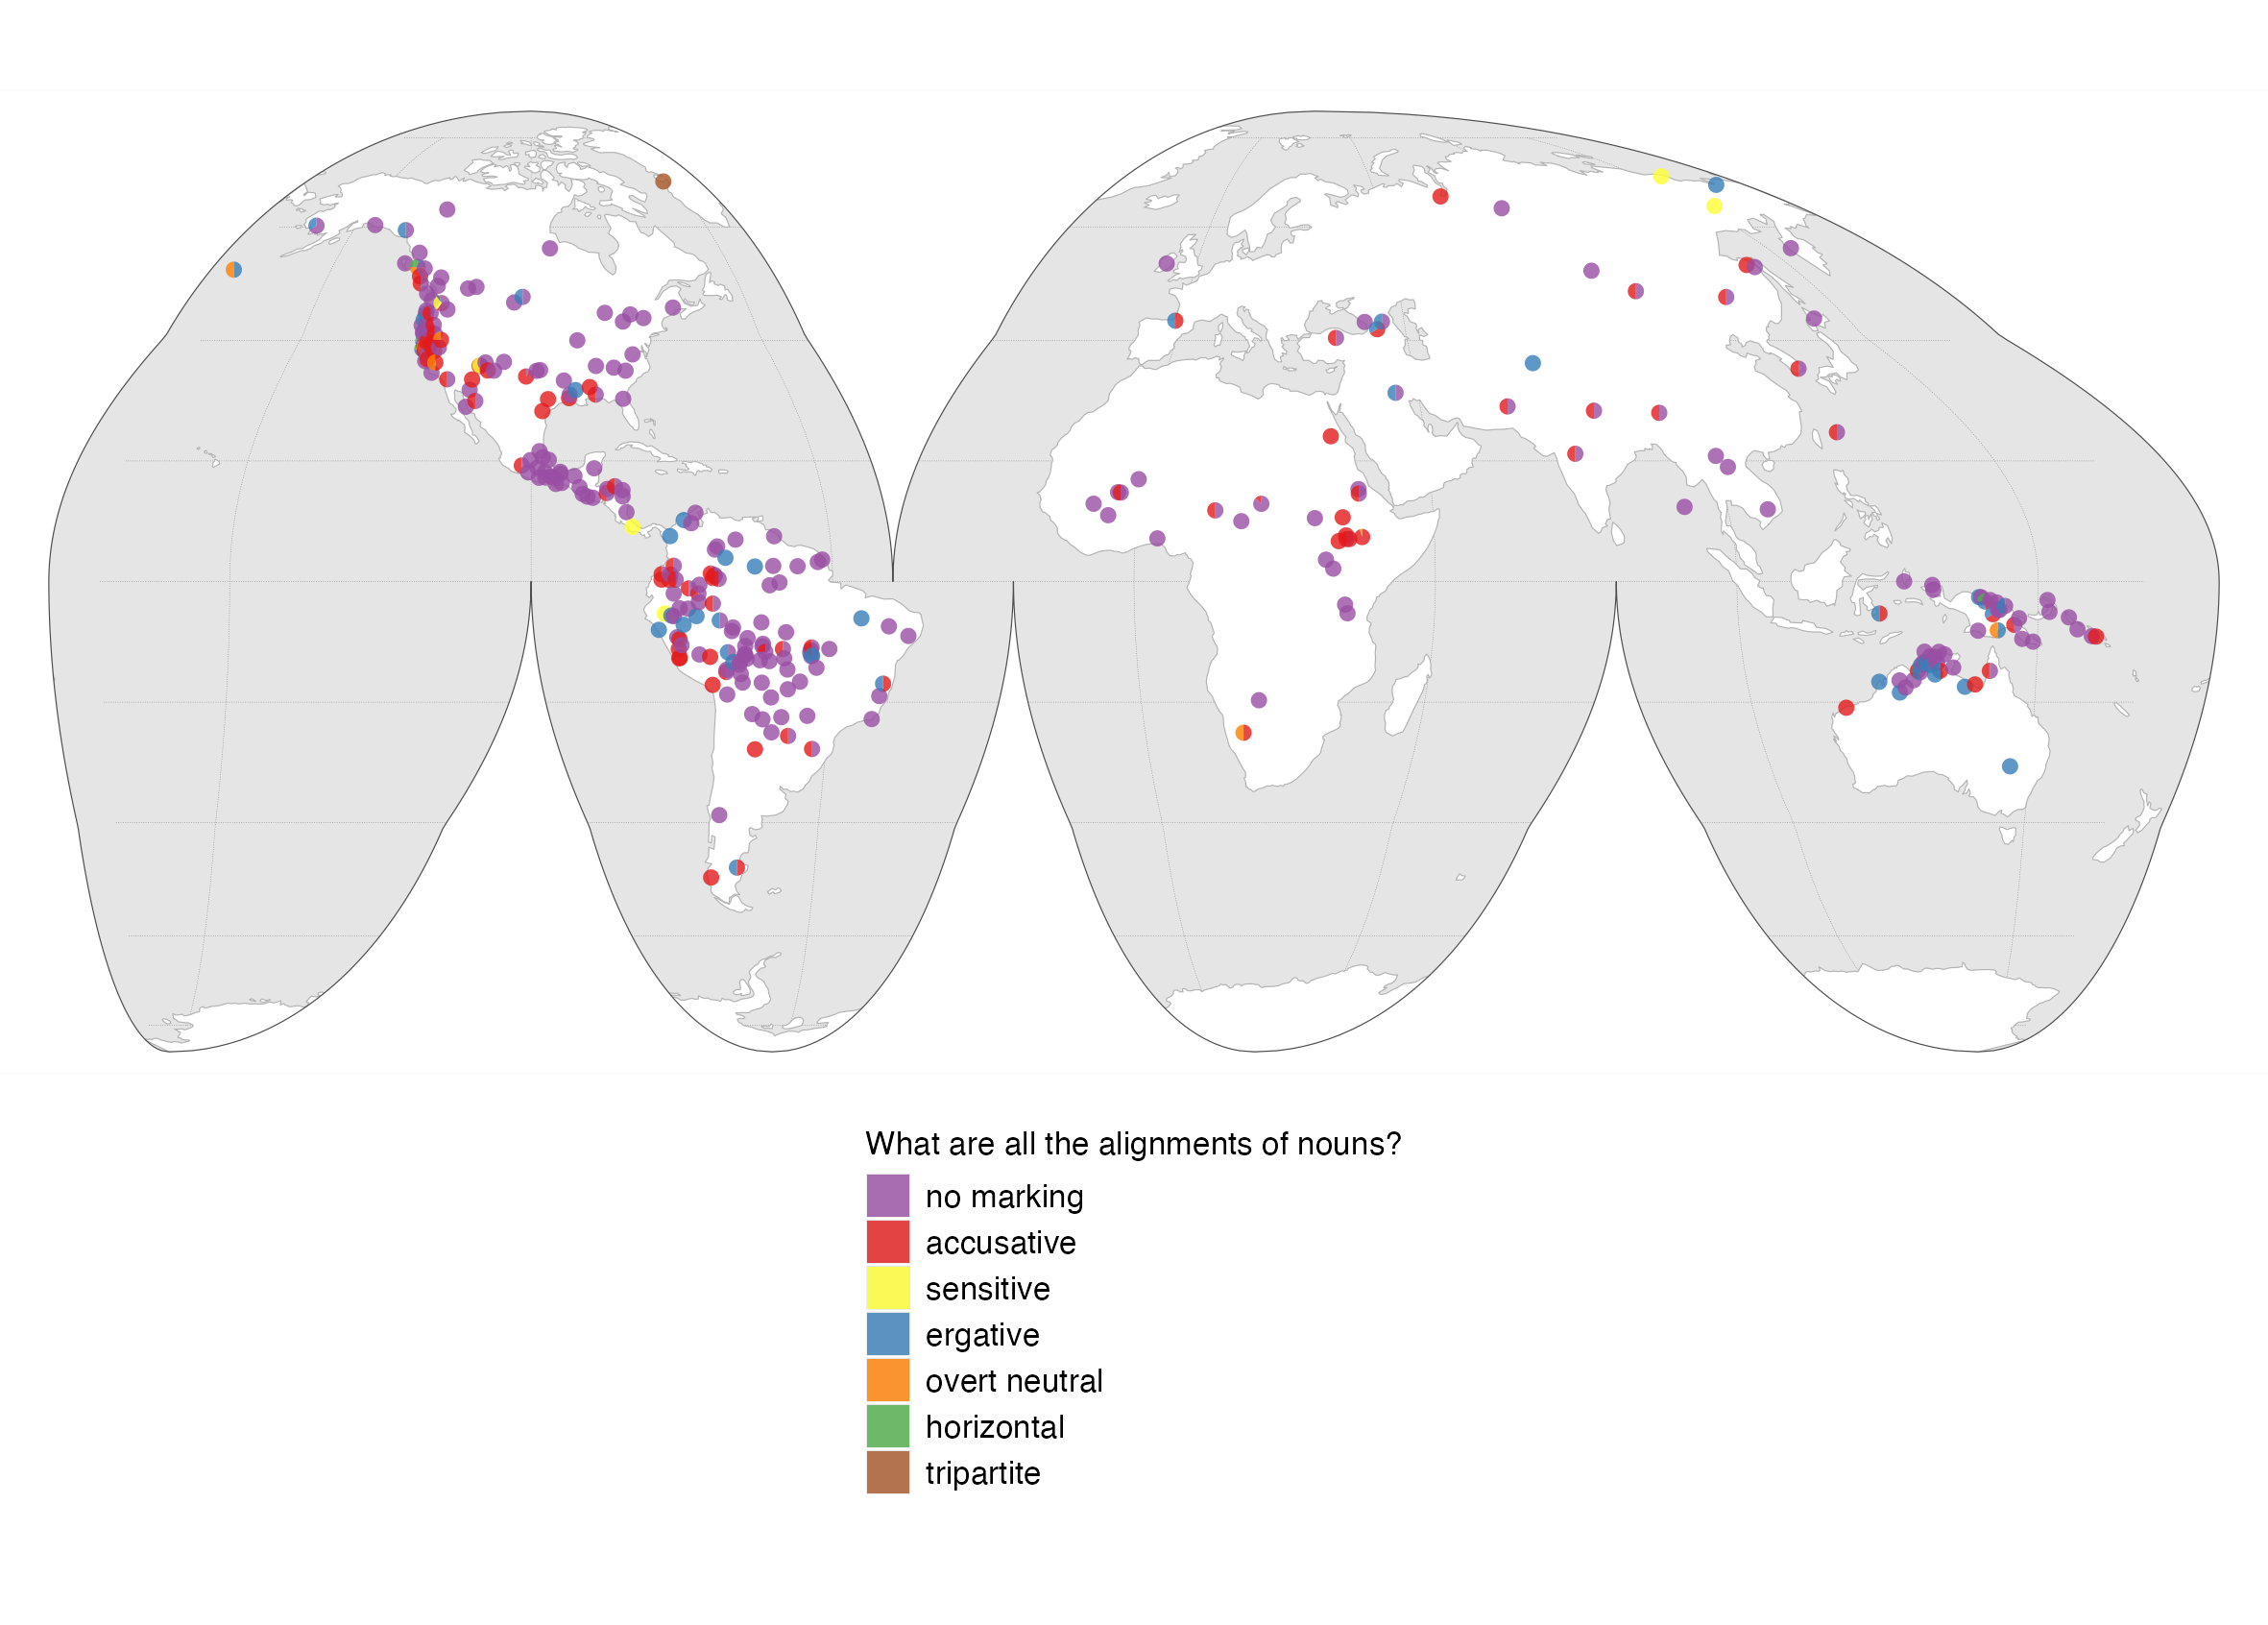 What are all the alignments of nouns?
no marking
accusative
sensitive
ergative
overt neutral
horizontal
tripartite